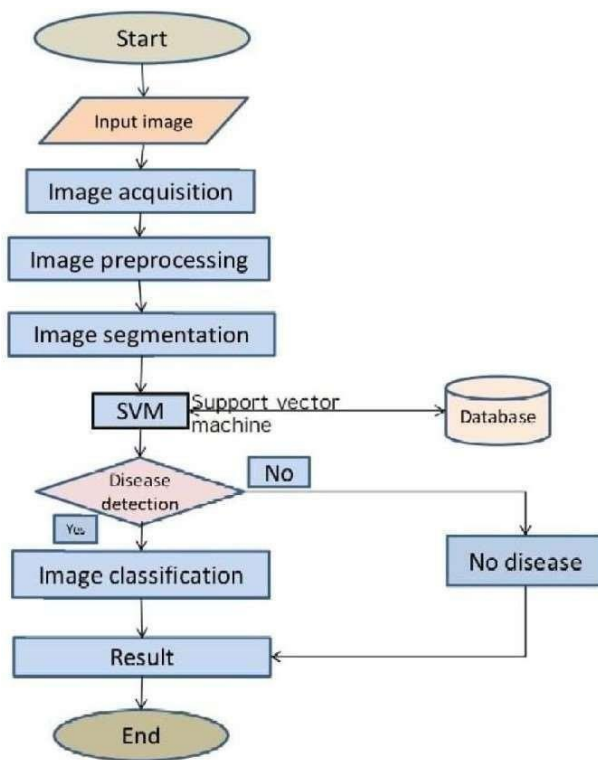 Start
Input image
Image acquisition
Image preprocessing
Image segmentation
SVM
Support vector
machine
Database
Disease
detection
No
Yes
Image classification
No disease
Result
End